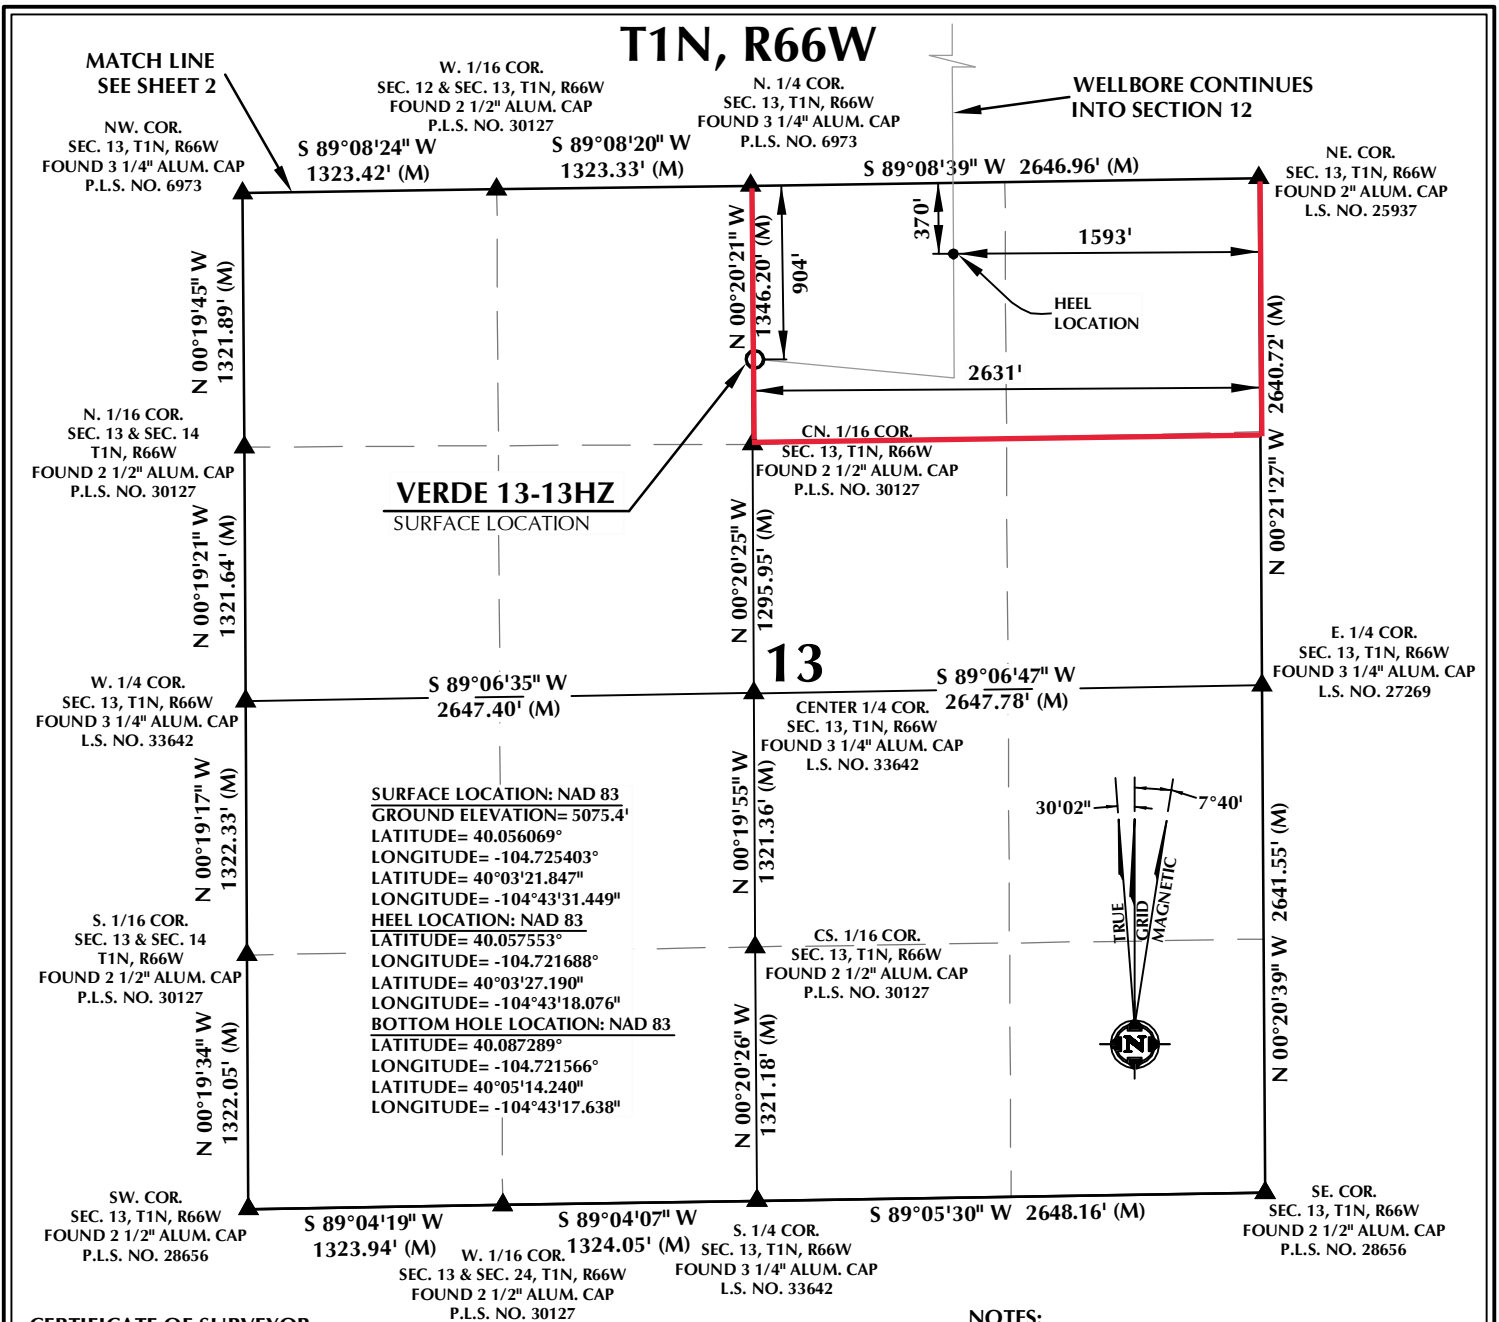 T1N, R66W
MATCH LINE
SEE SHEET 2
W. 1/16 COR.
SEC. 12 & SEC. 13, T1N, R66W
FOUND 2 1/2" ALUM. CAP
P.L.S. NO. 30127
N. 1/4 COR.
SEC. 13, T1N, R66W
FOUND 3 1/4" ALUM. CAP
P.L.S. NO. 6973
WELLBORE CONTINUES
INTO SECTION 12
NW. COR.
SEC. 13, T1N, R66W
FOUND 3 1/4" ALUM. CAP
P.L.S. NO. 6973
S 89°08'24" W
1323.42' (M)
S 89°08'20" W
1323.33' (M)
S 89°08'39" W 2646.96' (M)
NE. COR.
SEC. 13, T1N, R66W
FOUND 2" ALUM. CAP
L.S. NO. 25937
N 00°19'45" W
1321.89' (M)
N 00°20'21" W
1346.20' (M)
904'
370'
1593'
HEEL
LOCATION
2631'
N 00°21'27" W 2640.72' (M)
N. 1/16 COR.
SEC. 13 & SEC. 14
T1N, R66W
FOUND 2 1/2" ALUM. CAP
P.L.S. NO. 30127
CN. 1/16 COR.
SEC. 13, T1N, R66W
FOUND 2 1/2" ALUM. CAP
P.L.S. NO. 30127
VERDE 13-13HZ
SURFACE LOCATION
N 00°19'21" W
1321.64' (M)
N 00°20'25" W
1295.95' (M)
13
W. 1/4 COR.
SEC. 13, T1N, R66W
FOUND 3 1/4" ALUM. CAP
L.S. NO. 33642
S 89°06'35" W
2647.40' (M)
S 89°06'47" W
2647.78' (M)
E. 1/4 COR.
SEC. 13, T1N, R66W
FOUND 3 1/4" ALUM. CAP
L.S. NO. 27269
CENTER 1/4 COR.
SEC. 13, T1N, R66W
FOUND 3 1/4" ALUM. CAP
L.S. NO. 33642
N 00°19'17" W
1322.33' (M)
SURFACE LOCATION: NAD 83
GROUND ELEVATION= 5075.4'
LATITUDE= 40.056069°
LONGITUDE= -104.725403°
LATITUDE= 40°03'21.847"
LONGITUDE= -104°43'31.449"
HEEL LOCATION: NAD 83
LATITUDE= 40.057553°
LONGITUDE= -104.721688°
LATITUDE= 40°03'27.190"
LONGITUDE= -104°43'18.076"
BOTTOM HOLE LOCATION: NAD 83
LATITUDE= 40.087289°
LONGITUDE= -104.721566°
LATITUDE= 40°05'14.240"
LONGITUDE= -104°43'17.638"
N 00°19'55" W
1321.36' (M)
30'02"
7°40'
TRUE
GRID
MAGNETIC
N
N 00°20'39" W 2641.55' (M)
S. 1/16 COR.
SEC. 13 & SEC. 14
T1N, R66W
FOUND 2 1/2" ALUM. CAP
P.L.S. NO. 30127
CS. 1/16 COR.
SEC. 13, T1N, R66W
FOUND 2 1/2" ALUM. CAP
P.L.S. NO. 30127
N 00°19'34" W
1322.05' (M)
N 00°20'26" W
1321.18' (M)
SW. COR.
SEC. 13, T1N, R66W
FOUND 2 1/2" ALUM. CAP
P.L.S. NO. 28656
S 89°04'19" W
1323.94' (M)
S 89°04'07" W
1324.05' (M)
W. 1/16 COR.
SEC. 13 & SEC. 24, T1N, R66W
FOUND 2 1/2" ALUM. CAP
P.L.S. NO. 30127
S. 1/4 COR.
SEC. 13, T1N, R66W
FOUND 3 1/4" ALUM. CAP
L.S. NO. 33642
S 89°05'30" W 2648.16' (M)
SE. COR.
SEC. 13, T1N, R66W
FOUND 2 1/2" ALUM. CAP
P.L.S. NO. 28656
CERTIFICATE OF SURVEYOR
NOTES: